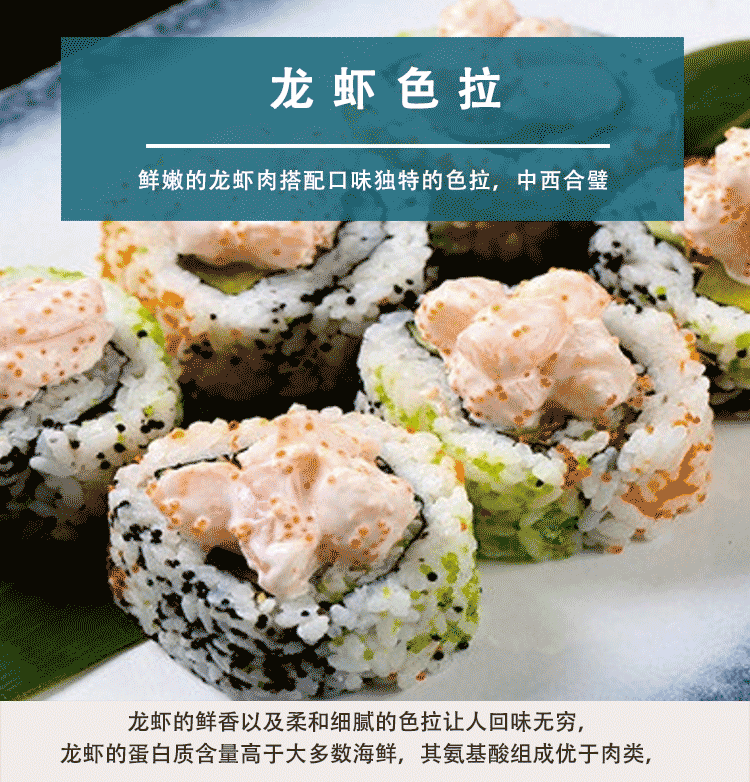 龙虾色拉
鲜嫩的龙虾肉搭配口味独特的色拉，中西合璧
龙虾的鲜香以及柔和细腻的色拉让人回味无穷，
龙虾的蛋白质含量高于大多数海鲜，其氨基酸组成优于肉类，